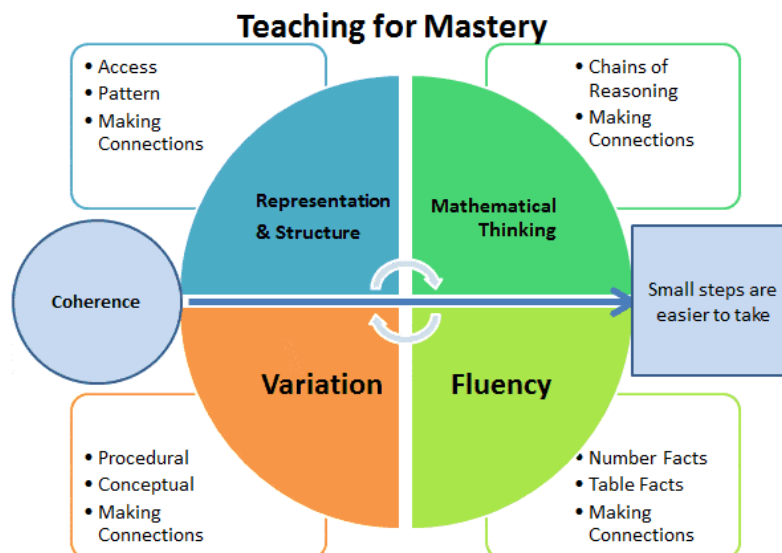 Teaching for Mastery
• Access
• Pattern
• Making
Connections
• Chains of
Reasoning
• Making
Connections
Representation
& Structure
Mathematical
Thinking
Coherence
Small steps are
easier to take
Variation
Fluency
• Procedural
• Conceptual
• Making
Connections
• Number Facts
• Table Facts
• Making
Connections